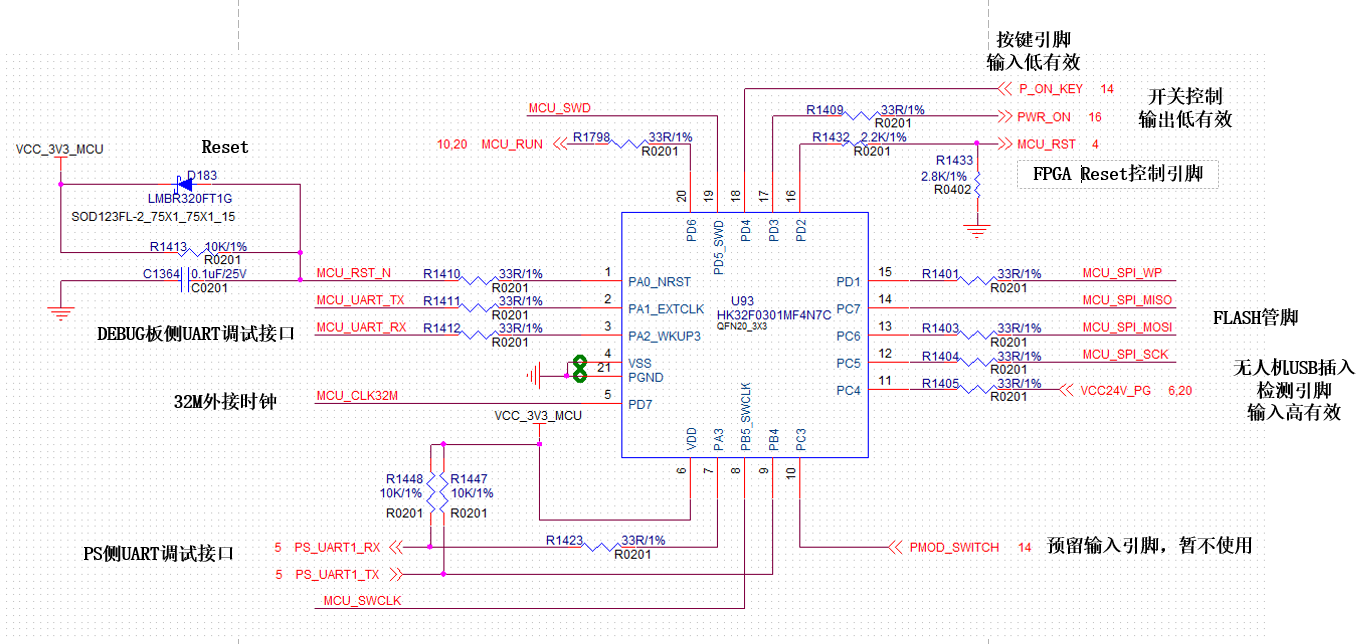 按键引脚
输入低有效
P_ON_KEY 14
开关控制
输出低有效
MCU_SWD
R1409 33R/1%
R0201
PWR_ON 16
10,20 MCU_RUN
R1798 33R/1%
R0201
R1432 2.2K/1%
R0201
MCU_RST 4
VCC_3V3_MCU
Reset
R1433
2.8K/1%
R0402
FPGA Reset控制引脚
D183
LMBR320FT1G
SOD123FL-2_75X1_75X1_15
20
19
18
17
16
PD6
PD5_SWD
PD4
PD3
PD2
R1413 10K/1%
R0201
C1364 0.1uF/25V
C0201
MCU_RST_N
R1410 33R/1%
R0201
1
PA0_NRST
MCU_UART_TX
R1411 33R/1%
R0201
2
PA1_EXTCLK
MCU_UART_RX
R1412 33R/1%
R0201
3
PA2_WKUP3
DEBUG板侧UART调试接口
4
VSS
21
PGND
32M外接时钟
MCU_CLK32M
5
PD7
U93
HK32F0301MF4N7C
QFN20_3X3
15
PD1
R1401 33R/1%
R0201
MCU_SPI_WP
14
PC7
MCU_SPI_MISO
13
PC6
R1403 33R/1%
R0201
MCU_SPI_MOSI
FLASH管脚
12
PC5
R1404 33R/1%
R0201
MCU_SPI_SCK
11
PC4
R1405 33R/1%
R0201
VCC24V_PG 6,20
无人机USB插入
检测引脚
输入高有效
VCC_3V3_MCU
VDD
PA3
PB5_SWCLK
PB4
PC3
6
7
8
9
10
R1448
10K/1%
R0201
R1447
10K/1%
R0201
PS侧UART调试接口
5 PS_UART1_RX
R1423 33R/1%
R0201
5 PS_UART1_TX
MCU_SWCLK
PMOD_SWITCH 14
预留输入引脚，暂不使用